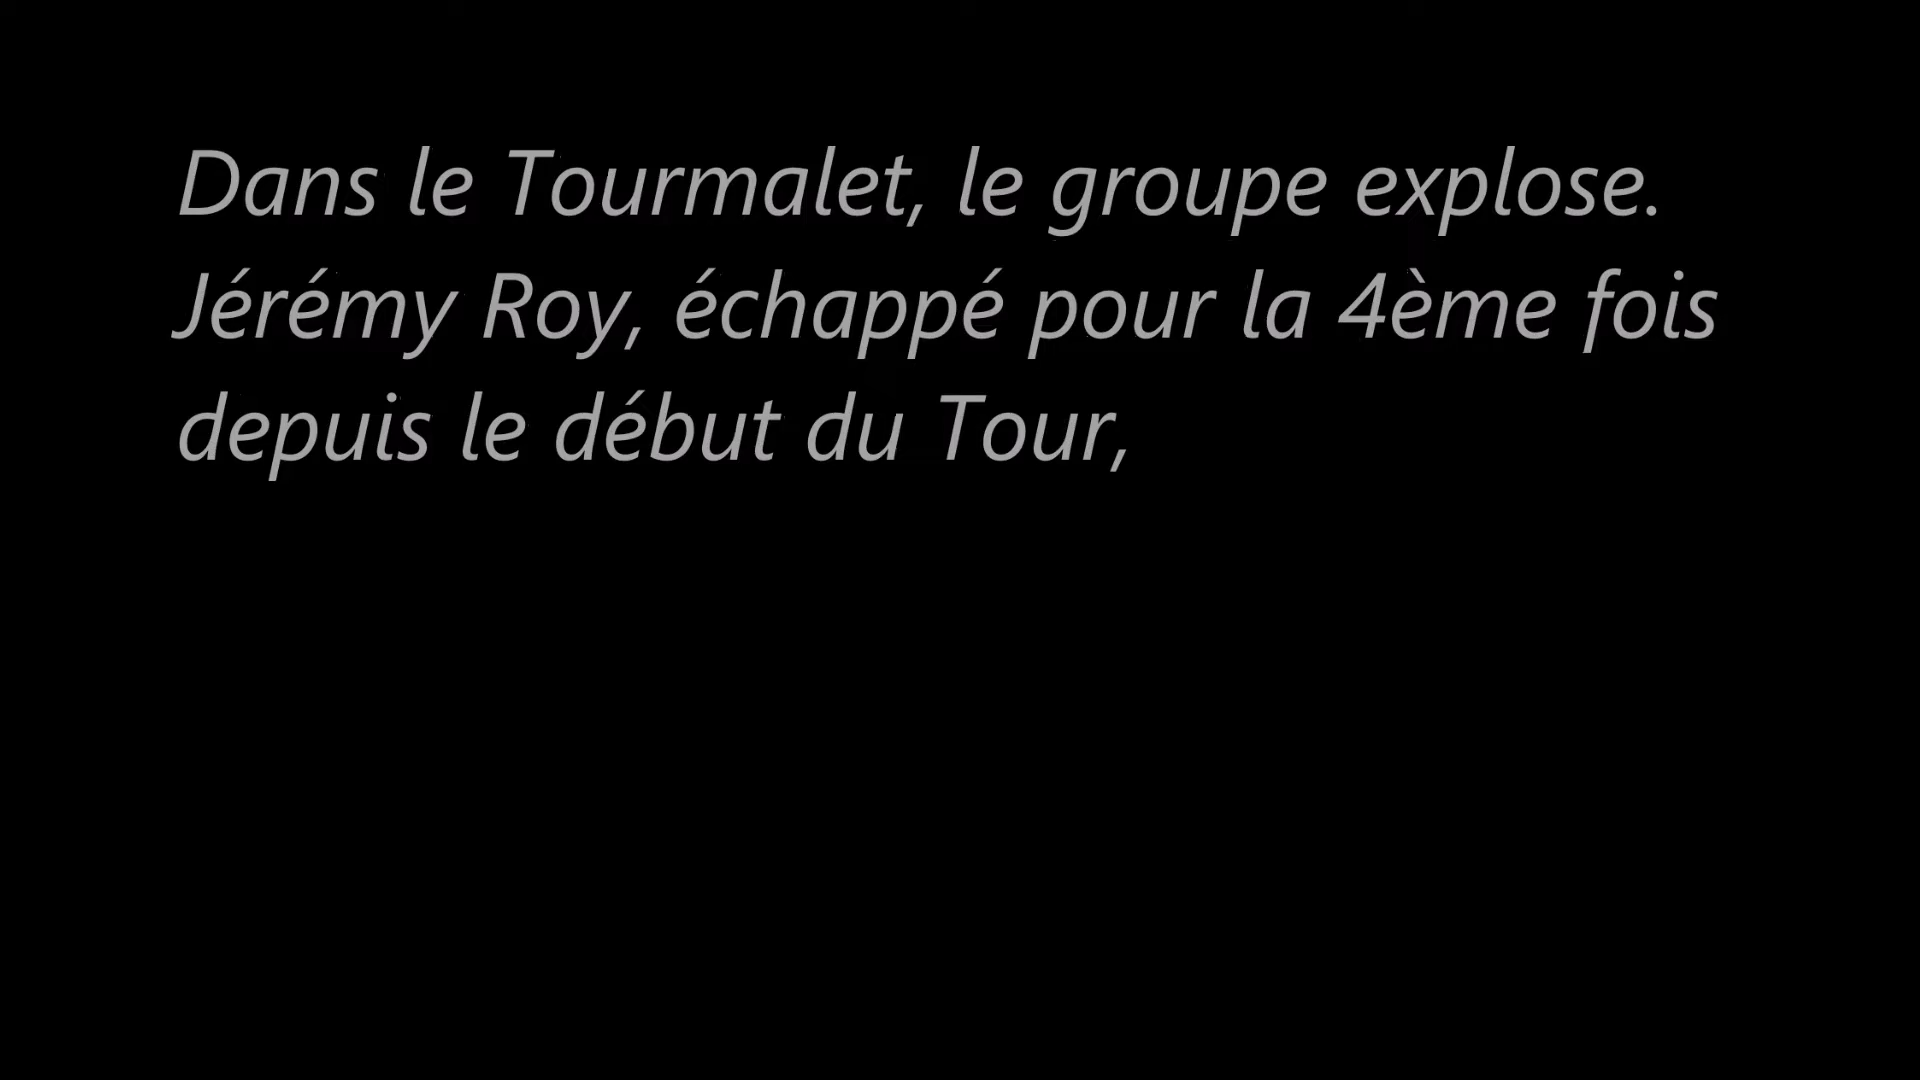 Dans le Tourmalet, le groupe explose.
Jérémy Roy, échappé pour la 4ème fois
depuis le début du Tour,